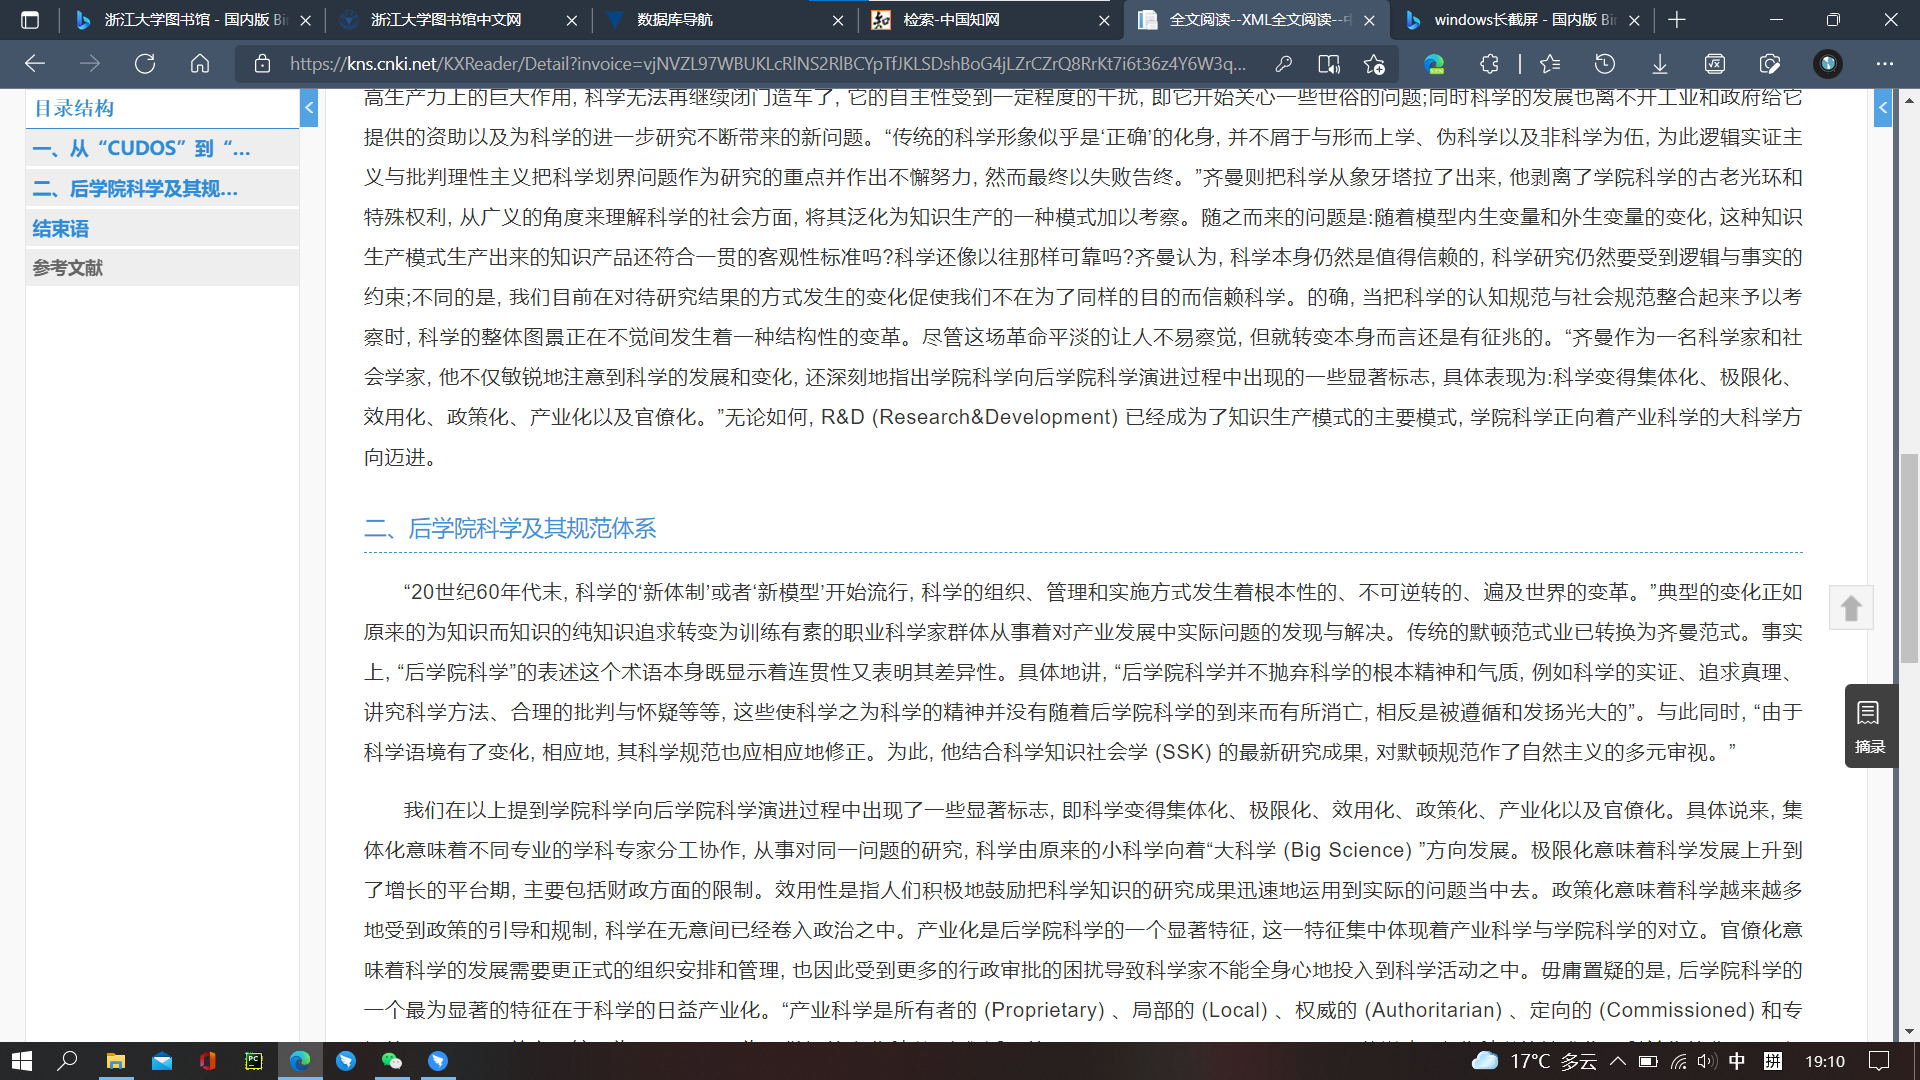 浙江大学图书馆 - 国内版 Bi
浙江大学图书馆中文网
数据库导航
检索-中国知网
全文阅读--XML全文阅读--中
windows长截屏 - 国内版 Bi
https://kns.cnki.net/KXReader/Detail?invoice=vjNVZL97WBUKLcRlNS2RlBCYpTfJKLSDshBoG4jLZrCZrQ8RrKt7i6t36z4Y6W3q...
目录结构
一、从“CUDOS”到“...
二、后学院科学及其规...
结束语
参考文献
高生产力上的巨大作用, 科学无法再继续闭门造车了, 它的自主性受到一定程度的干扰, 即它开始关心一些世俗的问题;同时科学的发展也离不开工业和政府给它
提供的资助以及为科学的进一步研究不断带来的新问题。“传统的科学形象似乎是‘正确’的化身, 并不屑于与形而上学、伪科学以及非科学为伍, 为此逻辑实证主
义与批判理性主义把科学划界问题作为研究的重点并作出不懈努力, 然而最终以失败告终。”齐曼则把科学从象牙塔拉了出来, 他剥离了学院科学的古老光环和
特殊权利, 从广义的角度来理解科学的社会方面, 将其泛化为知识生产的一种模式加以考察。随之而来的问题是:随着模型内生变量和外生变量的变化, 这种知识
生产模式生产出来的知识产品还符合一贯的客观性标准吗?科学还像以往那样可靠吗?齐曼认为, 科学本身仍然是值得信赖的, 科学研究仍然要受到逻辑与事实的
约束;不同的是, 我们目前在对待研究结果的方式发生的变化促使我们不在为了同样的目的而信赖科学。的确, 当把科学的认知规范与社会规范整合起来予以考
察时, 科学的整体图景正在不觉间发生着一种结构性的变革。尽管这场革命平淡的让人不易察觉, 但就转变本身而言还是有征兆的。“齐曼作为一名科学家和社
会学家, 他不仅敏锐地注意到科学的发展和变化, 还深刻地指出学院科学向后学院科学演进过程中出现的一些显著标志, 具体表现为:科学变得集体化、极限化、
效用化、政策化、产业化以及官僚化。”无论如何, R&D (Research&Development) 已经成为了知识生产模式的主要模式, 学院科学正向着产业科学的大科学方
向迈进。
二、后学院科学及其规范体系
“20世纪60年代末, 科学的‘新体制’或者‘新模型’开始流行, 科学的组织、管理和实施方式发生着根本性的、不可逆转的、遍及世界的变革。”典型的变化正如
原来的为知识而知识的纯知识追求转变为训练有素的职业科学家群体从事着对产业发展中实际问题的发现与解决。传统的默顿范式业已转换为齐曼范式。事实
上, “后学院科学”的表述这个术语本身既显示着连贯性又表明其差异性。具体地讲, “后学院科学并不抛弃科学的根本精神和气质, 例如科学的实证、追求真理、
讲究科学方法、合理的批判与怀疑等等, 这些使科学之为科学的精神并没有随着后学院科学的到来而有所消亡, 相反是被遵循和发扬光大的”。与此同时, “由于
科学语境有了变化, 相应地, 其科学规范也应相应地修正。为此, 他结合科学知识社会学 (SSK) 的最新研究成果, 对默顿规范作了自然主义的多元审视。”
我们在以上提到学院科学向后学院科学演进过程中出现了一些显著标志, 即科学变得集体化、极限化、效用化、政策化、产业化以及官僚化。具体说来, 集
体化意味着不同专业的学科专家分工协作, 从事对同一问题的研究, 科学由原来的小科学向着“大科学 (Big Science) ”方向发展。极限化意味着科学发展上升到
了增长的平台期, 主要包括财政方面的限制。效用性是指人们积极地鼓励把科学知识的研究成果迅速地运用到实际的问题当中去。政策化意味着科学越来越多
地受到政策的引导和规制, 科学在无意间已经卷入政治之中。产业化是后学院科学的一个显著特征, 这一特征集中体现着产业科学与学院科学的对立。官僚化意
味着科学的发展需要更正式的组织安排和管理, 也因此受到更多的行政审批的困扰导致科学家不能全身心地投入到科学活动之中。毋庸置疑的是, 后学院科学的
一个最为显著的特征在于科学的日益产业化。“产业科学是所有者的 (Proprietary) 、局部的 (Local) 、权威的 (Authoritarian) 、定向的 (Commissioned) 和专
摘录
17°C 多云
中
拼
19:10